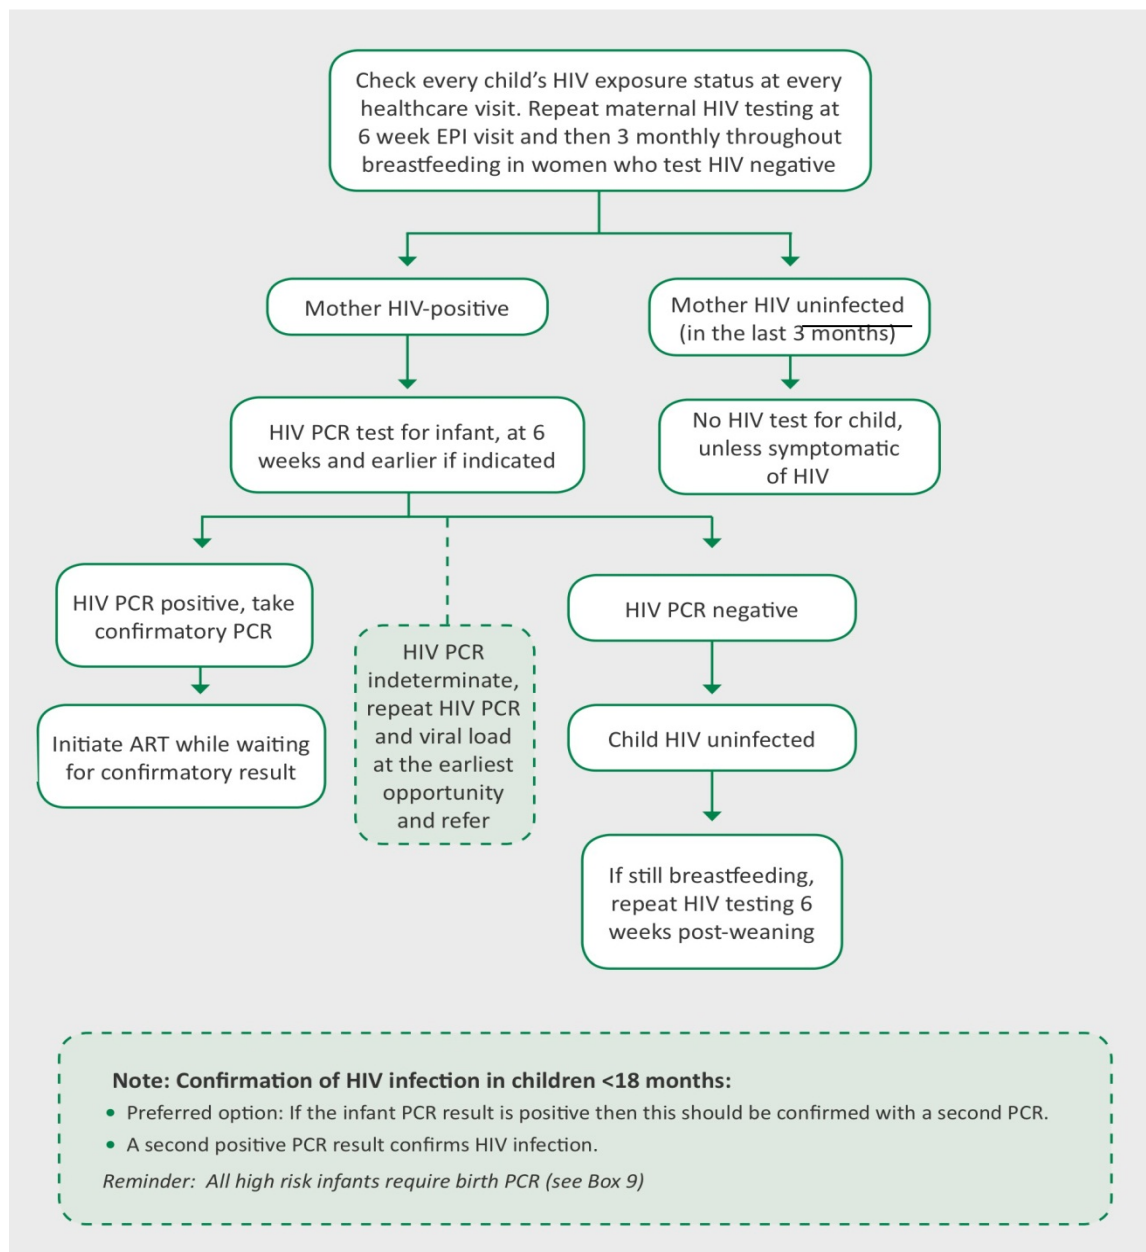 Check every child's HIV exposure status at every
healthcare visit. Repeat maternal HIV testing at
6 week EPI visit and then 3 monthly throughout
breastfeeding in women who test HIV negative
Mother HIV-positive
Mother HIV uninfected
(in the last 3 months)
HIV PCR test for infant, at 6
weeks and earlier if indicated
No HIV test for child,
unless symptomatic
of HIV
HIV PCR positive, take
confirmatory PCR
Initiate ART while waiting
for confirmatory result
HIV PCR
indeterminate,
repeat HIV PCR
and viral load
at the earliest
opportunity
and refer
HIV PCR negative
Child HIV uninfected
If still breastfeeding,
repeat HIV testing 6
weeks post-weaning
Note: Confirmation of HIV infection in children <18 months:
• Preferred option: If the infant PCR result is positive then this should be confirmed with a second PCR.
• A second positive PCR result confirms HIV infection.
Reminder: All high risk infants require birth PCR (see Box 9)